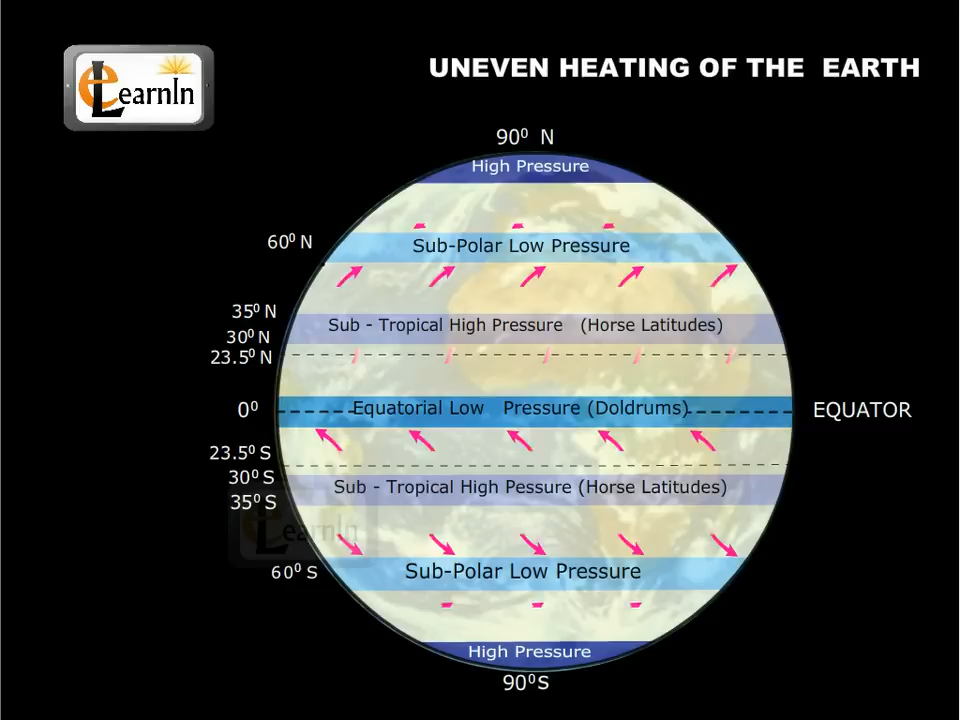 eLearnIn
UNEVEN HEATING OF THE EARTH
90⁰ N
High Pressure
60⁰ N
Sub-Polar Low Pressure
35⁰ N
Sub - Tropical High Pressure (Horse Latitudes)
30⁰ N
23.5⁰ N
0⁰
Equatorial Low Pressure (Doldrums)
EQUATOR
23.5⁰ S
30⁰ S
Sub - Tropical High Pessure (Horse Latitudes)
35⁰ S
eLearnIn
60⁰ S
Sub-Polar Low Pressure
High Pressure
90⁰S